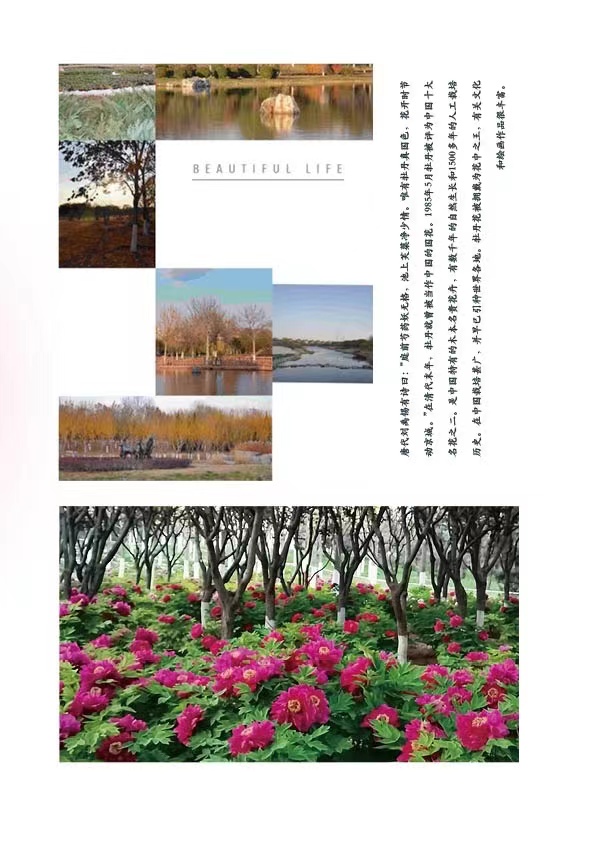 BEAUTIFUL LIFE
唐代刘禹锡有诗曰：“庭前芍药妖无格，池上芙蕖净少情。唯有牡丹真国色，花开时节
动京城。”在清代末年，牡丹就曾被当作中国的国花。1985年5月牡丹被评为中国十大
名花之二。是中国特有的木本名贵花卉，有数千年的自然生长和1500多年的人工栽培
历史。在中国栽培甚广，并早已引种世界各地。牡丹花被拥戴为花中之王，有关文化
和绘画作品很丰富。